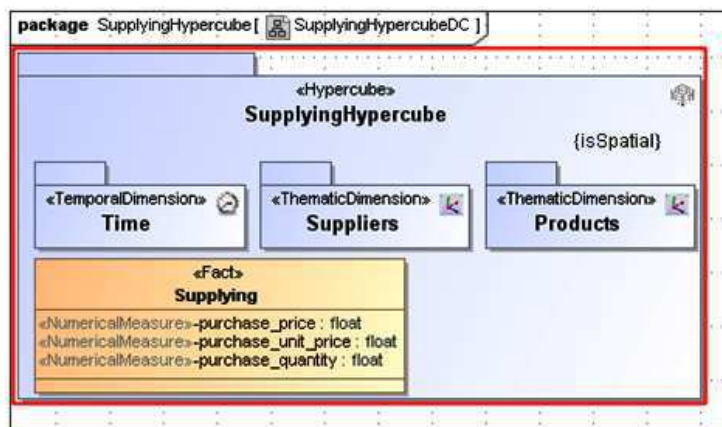 package SupplyingHypercube[ SupplyingHypercubeDC ]
«Hypercube»
SupplyingHypercube
{isSpatial}
«TemporalDimension»
Time
«ThematicDimension»
Suppliers
«ThematicDimension»
Products
«Fact»
Supplying
«NumericalMeasure»-purchase_price : float
«NumericalMeasure»-purchase_unit_price : float
«NumericalMeasure»-purchase_quantity : float